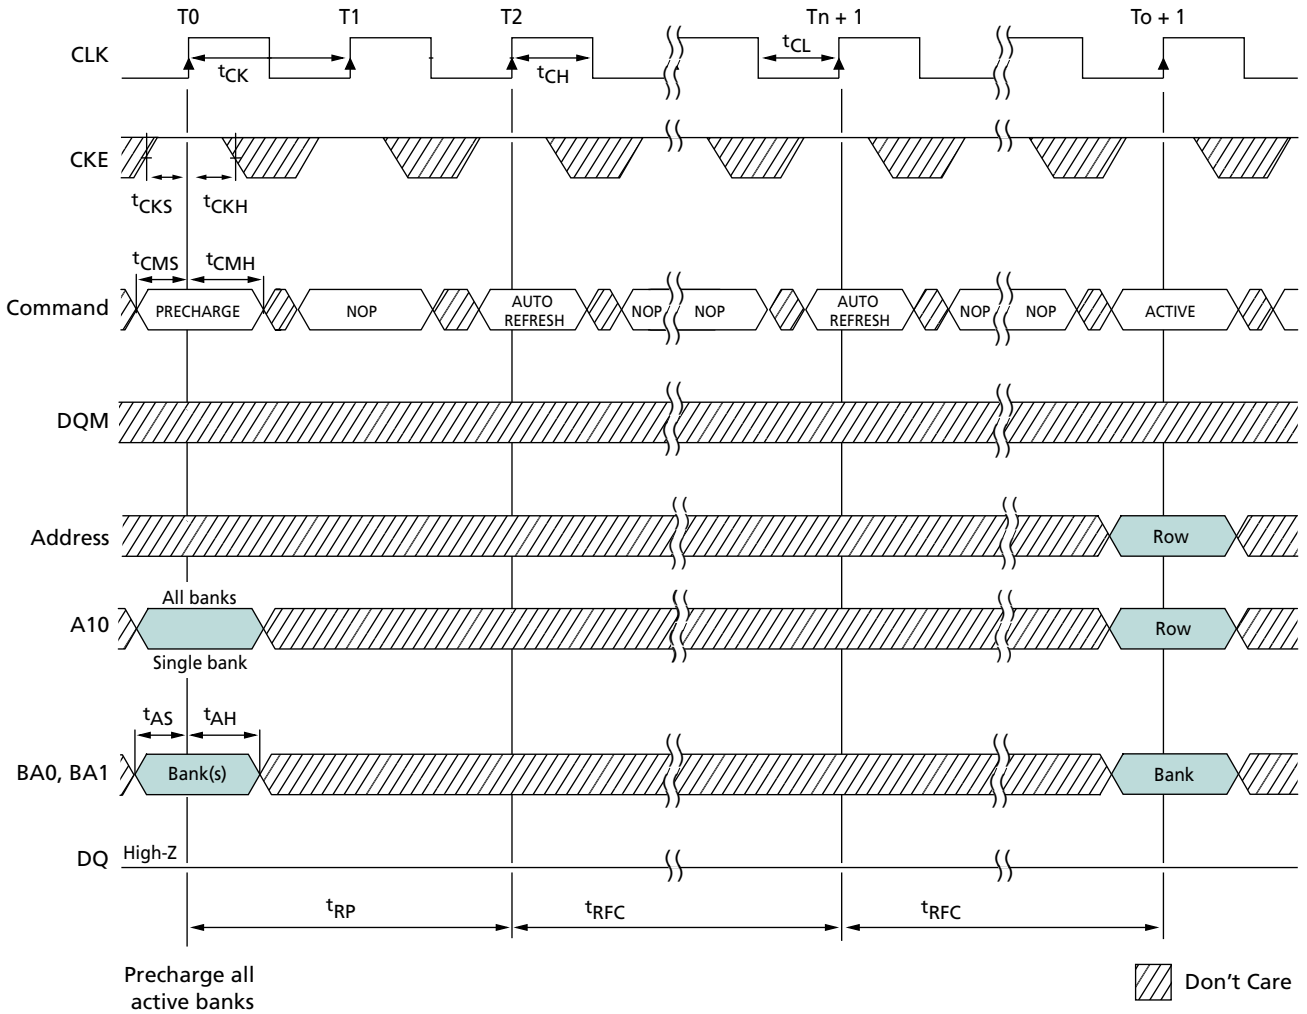 T0 T1 T2 Tn + 1 To + 1
CLK
tCK
tCH
tCL
CKE
tCKS
tCKH
tCMS
tCMH
Command
PRECHARGE
NOP
AUTO
REFRESH
NOP
NOP
AUTO
REFRESH
NOP
NOP
ACTIVE
DQM
Address
Row
All banks
A10
Row
Single bank
tAS
tAH
BA0, BA1
Bank(s)
Bank
DQ
High-Z
tRP
tRFC
tRFC
Precharge all
active banks
Don't Care